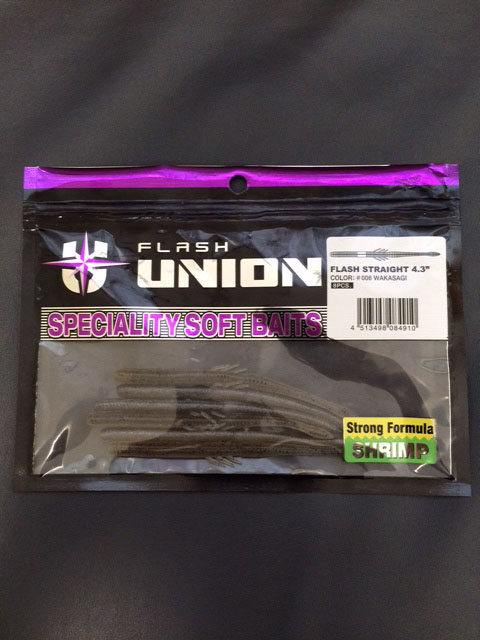 FLASH
UNION
SPECIALITY SOFT BAITS
FLASH STRAIGHT 4.3"
COLOR: #006 WAKASAGI
8PCS.
4 513498 084910
Strong Formula
SHRIMP